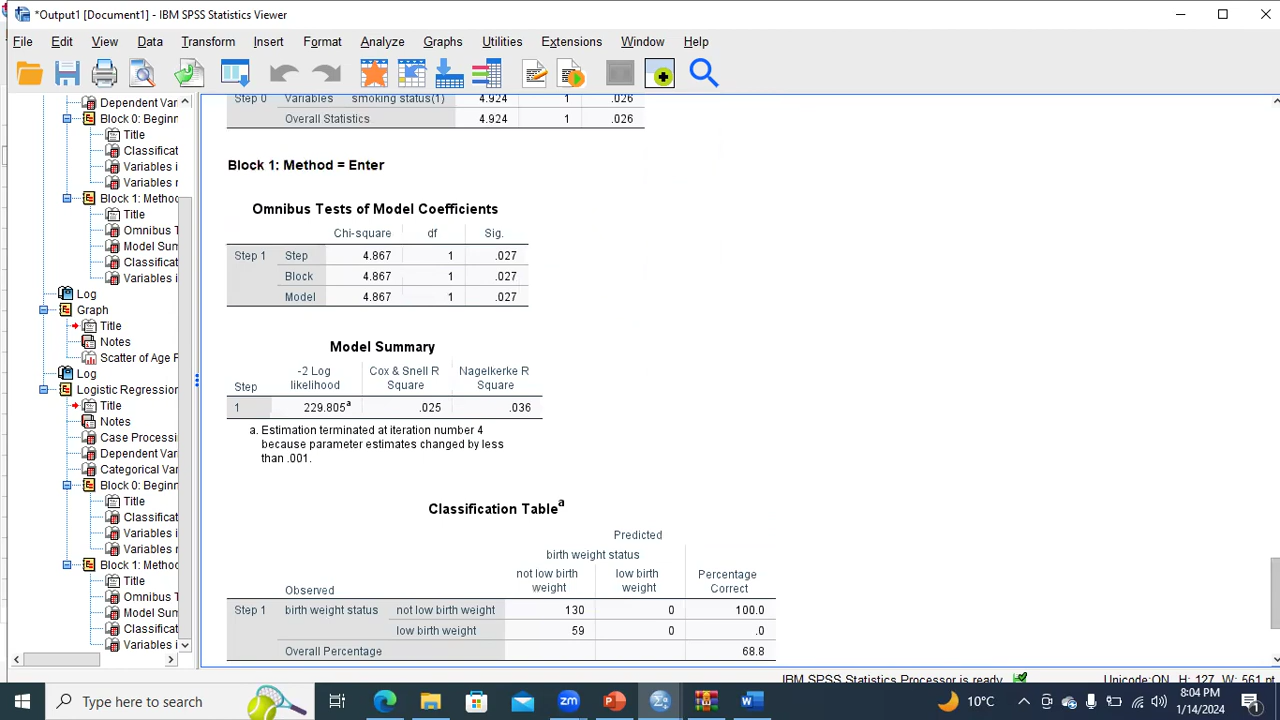 *Output1 [Document1] - IBM SPSS Statistics Viewer
File Edit View Data Transform Insert Format Analyze Graphs Utilities Extensions Window Help
Dependent Var
Block 0: Beginn
Title
Classificat
Variables i
Variables r
Block 1: Method
Title
Omnibus T
Model Sum
Classificat
Variables i
Log
Graph
Title
Notes
Scatter of Age F
Log
Logistic Regression
Title
Notes
Case Processi
Dependent Var
Categorical Var
Block 0: Beginn
Title
Classificat
Variables i
Variables r
Block 1: Method
Title
Omnibus T
Model Sum
Classificat
Variables i
Step 0 Variables smoking status(1) 4.924 1 .026
Overall Statistics 4.924 1 .026
Block 1: Method = Enter
Omnibus Tests of Model Coefficients
Chi-square df Sig.
Step 1 Step 4.867 1 .027
Block 4.867 1 .027
Model 4.867 1 .027
Model Summary
Step -2 Log likelihood Cox & Snell R Square Nagelkerke R Square
1 229.805a .025 .036
a. Estimation terminated at iteration number 4
because parameter estimates changed by less
than .001.
Classification Tablea
Predicted
birth weight status
Observed not low birth weight low birth weight Percentage Correct
Step 1 birth weight status not low birth weight 130 0 100.0
low birth weight 59 0 .0
Overall Percentage 68.8
IBM SPSS Statistics Processor is ready Unicode:ON H: 127, W: 561 pt
Type here to search
zm
10°C
8:04 PM
1/14/2024